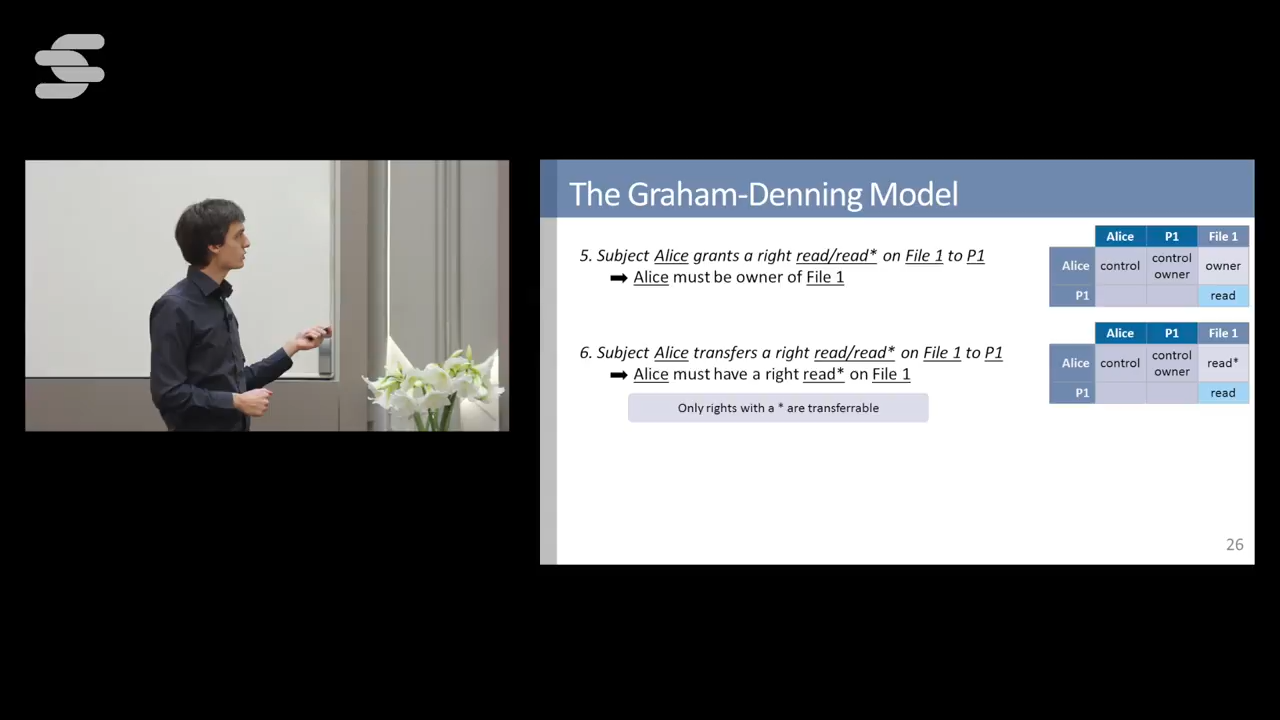 The Graham-Denning Model
5. Subject Alice grants a right read/read* on File 1 to P1
➡ Alice must be owner of File 1
Alice P1 File 1
Alice control control owner owner
P1 read
6. Subject Alice transfers a right read/read* on File 1 to P1
➡ Alice must have a right read* on File 1
Only rights with a * are transferrable
Alice P1 File 1
Alice control control owner read*
P1 read
26